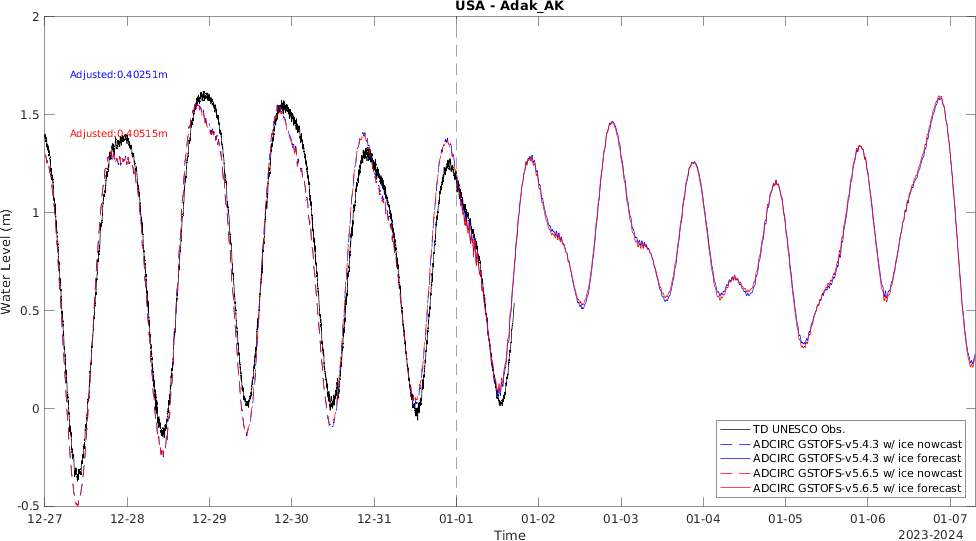 USA - Adak_AK
Adjusted:0.40251m
Adjusted:0.40515m
Water Level (m)
2
1.5
1
0.5
0
-0.5
12-27 12-28 12-29 12-30 12-31 01-01 01-02 01-03 01-04 01-05 01-06 01-07
Time
2023-2024
TD UNESCO Obs.
ADCIRC GSTOFS-v5.4.3 w/ ice nowcast
ADCIRC GSTOFS-v5.4.3 w/ ice forecast
ADCIRC GSTOFS-v5.6.5 w/ ice nowcast
ADCIRC GSTOFS-v5.6.5 w/ ice forecast